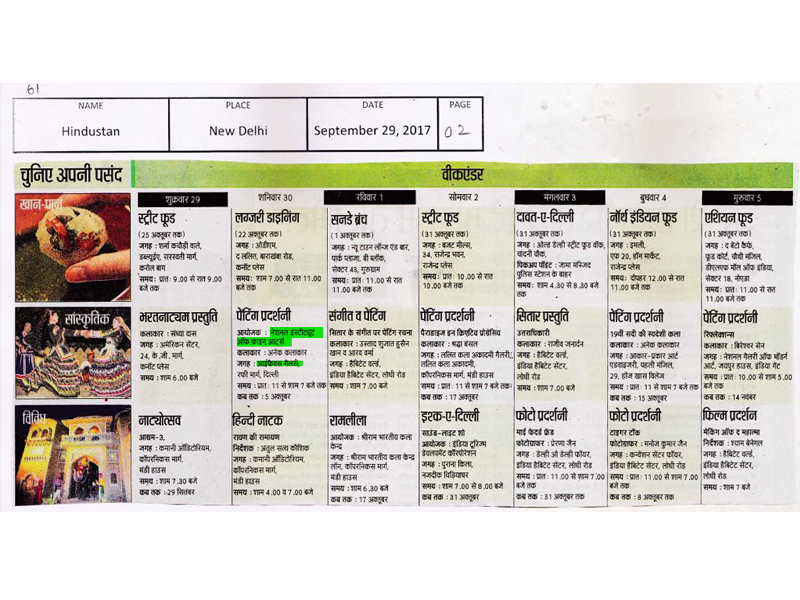 61
NAME PLACE DATE PAGE
Hindustan New Delhi September 29, 2017 02
चुनिए अपनी पसंद वीकएंडर
शुक्रवार 29 शनिवार 30 रविवार 1 सोमवार 2 मंगलवार 3 बुधवार 4 गुरुवार 5
खान-पान
स्ट्रीट फूड
(25 अक्तूबर तक)
जगह : शर्मा कचौड़ी वाले,
डब्ल्यूईए, सरस्वती मार्ग,
करोल बाग
समय : प्रात: 9.00 से रात 9.00
बजे तक
लग्जरी डाइनिंग
(22 अक्तूबर तक)
जगह : ओडीएम,
द ललित, बाराखंबा रोड,
कनॉट प्लेस
समय : शाम 7.00 से रात 11.00
बजे तक
सनडे ब्रंच
(1 अक्तूबर तक)
जगह : न्यू टाउन लॉन्ज एंड बार,
पार्क प्लाजा, बी ब्लॉक,
सेक्टर 43, गुरुग्राम
समय : प्रात: 11.00 से रात
11.00 बजे तक
स्ट्रीट फूड
(31 अक्तूबर तक)
जगह : बजट मील्स,
34, राजेन्द्र भवन,
राजेन्द्र प्लेस
समय : प्रात: 10.00 से रात
10.00 बजे तक
दावत-ए-दिल्ली
(31 अक्तूबर तक)
जगह : ओल्ड डेल्ही स्ट्रीट फूड वॉक,
चांदनी चौक,
पिकअप पॉइंट : जामा मस्जिद
पुलिस स्टेशन के बाहर
समय : शाम 4.30 से 8.30 बजे
तक
नॉर्थ इंडियन फूड
(31 अक्तूबर तक)
जगह : इमली,
एफ 20, हॉंग मार्केट,
राजेन्द्र प्लेस
समय : दोपहर 12.00 से रात
11.00 बजे तक
एशियन फूड
(31 अक्तूबर तक)
जगह : द बेंटो कैफे,
फूड कोर्ट, चौथी मंजिल,
डीएलएफ मॉल ऑफ इंडिया,
सेक्टर 18, नोएडा
समय : प्रात: 11.00 से रात
11.00 बजे तक
सांस्कृतिक
भरतनाट्यम प्रस्तुति
कलाकार : संध्या दास
जगह : अमेरिकन सेंटर,
24, के .जी. मार्ग,
कनॉट प्लेस
समय : शाम 6.00 बजे
पेंटिंग प्रदर्शनी
आयोजक : नेशनल इंस्टीट्यूट
ऑफ फाइन आर्ट्स
कलाकार : अनेक कलाकार
जगह : आईफैक्स गैलरी,
रफी मार्ग, दिल्ली
समय : प्रात: 11 से शाम 7 बजे तक
कब तक : 5 अक्तूबर
संगीत व पेंटिंग
सितार के संगीत पर पेंटिंग रचना
कलाकार : उस्ताद शुजात हुसैन
खान व आरव वर्मा
जगह : हैबिटेट वर्ल्ड,
इंडिया हैबिटेट सेंटर, लोधी रोड
समय : शाम 7.00 बजे
पेंटिंग प्रदर्शनी
पैराडाइज इन क्रिएटिव प्रोग्रेसिव
कलाकार : श्रद्धा बंसल
जगह : ललित कला अकादमी गैलरी,
ललित कला अकादमी,
कॉपरनिकस मार्ग, मंडी हाउस
समय : प्रात: 11 से शाम 7 बजे तक
कब तक : 17 अक्तूबर
सितार प्रस्तुति
उत्तराधिकारी
कलाकार : राजीव जनार्दन
जगह : हैबिटेट वर्ल्ड,
इंडिया हैबिटेट सेंटर,
लोधी रोड
समय : शाम 7.00 बजे
पेंटिंग प्रदर्शनी
19वीं सदी की स्वदेशी कला
कलाकार : अनेक कलाकार
जगह : आकार-प्रकार आर्ट
एडवाइजरी, पहली मंजिल,
29, हौज खास विलेज
समय : प्रात: 11 से शाम 7 बजे तक
कब तक : 15 अक्तूबर
पेंटिंग प्रदर्शनी
रिफ्लेक्शन्स
कलाकार : बिरेश्वर सेन
जगह : नेशनल गैलरी ऑफ मॉडर्न
आर्ट, जयपुर हाउस, इंडिया गेट
समय : प्रात: 10.00 से शाम 5.00
बजे तक
कब तक : 14 नवंबर
विविध
नाट्योत्सव
आद्यम-3,
जगह : कमानी ऑडिटोरियम,
कॉपरनिकस मार्ग,
मंडी हाउस
समय : शाम 7.30 बजे
कब तक :29 सितंबर
हिन्दी नाटक
रावण की रामायण
निर्देशक : अतुल सत्य कौशिक
जगह : कमानी ऑडिटोरियम,
कॉपरनिकस मार्ग,
मंडी हाउस
समय : शाम 4.00 व 7.00 बजे
रामलीला
आयोजक : श्रीराम भारतीय कला
केन्द्र
जगह : श्रीराम भारतीय कला केन्द्र
लॉन, कॉपरनिकस मार्ग,
मंडी हाउस
समय : शाम 6.30 बजे
कब तक : 17 अक्तूबर
इश्क-ए-दिल्ली
साउंड-लाइट शो
आयोजक : इंडिया टूरिज्म
डेवलपमेंट कॉरपोरेशन
जगह : पुराना किला,
नजदीक चिड़ियाघर
समय : शाम 7.00 से 8.00 बजे
कब तक : 31 अक्तूबर
फोटो प्रदर्शनी
माई फेदर्ड फ्रेंड
फोटोग्राफर : प्रेरणा जैन
जगह : डेल्ही ओ डेल्ही फॉयर,
इंडिया हैबिटेट सेंटर, लोधी रोड
समय : प्रात: 11.00 से शाम 7.00
बजे तक
कब तक : 31 अक्तूबर
फोटो प्रदर्शनी
टाइगर टॉक
फोटोग्राफर : मनोज कुमार जैन
जगह : कन्वेंशन सेंटर फॉयर,
इंडिया हैबिटेट सेंटर, लोधी रोड
समय : प्रात: 11.00 से शाम 7.00
बजे तक
कब तक : 8 अक्तूबर
फिल्म प्रदर्शन
मेकिंग ऑफ द महात्मा
निर्देशक : श्याम बेनेगल
जगह : हैबिटेट वर्ल्ड,
इंडिया हैबिटेट सेंटर,
लोधी रोड
समय : शाम 7 बजे